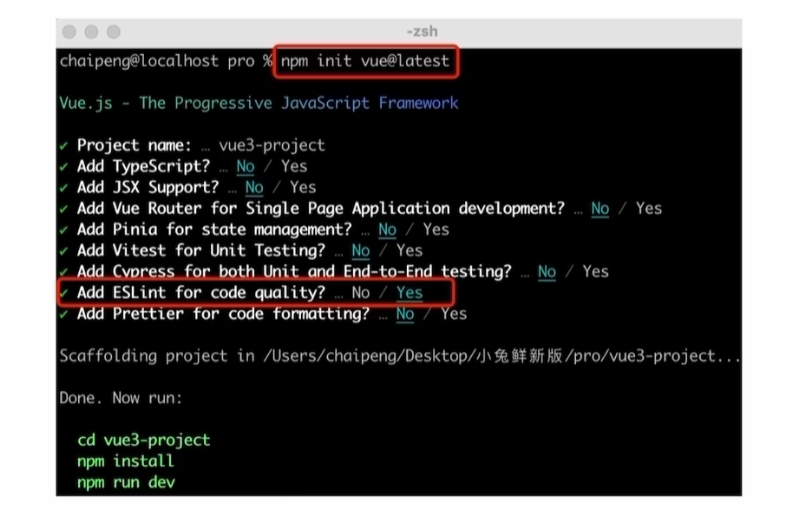 -zsh
chaipeng@localhost pro % npm init vue@latest
Vue.js - The Progressive JavaScript Framework
✔ Project name: … vue3-project
✔ Add TypeScript? … No / Yes
✔ Add JSX Support? … No / Yes
✔ Add Vue Router for Single Page Application development? … No / Yes
✔ Add Pinia for state management? … No / Yes
✔ Add Vitest for Unit Testing? … No / Yes
✔ Add Cypress for both Unit and End-to-End testing? … No / Yes
✔ Add ESLint for code quality? … No / Yes
✔ Add Prettier for code formatting? … No / Yes
Scaffolding project in /Users/chaipeng/Desktop/小兔鲜新版/pro/vue3-project...
Done. Now run:
cd vue3-project
npm install
npm run dev